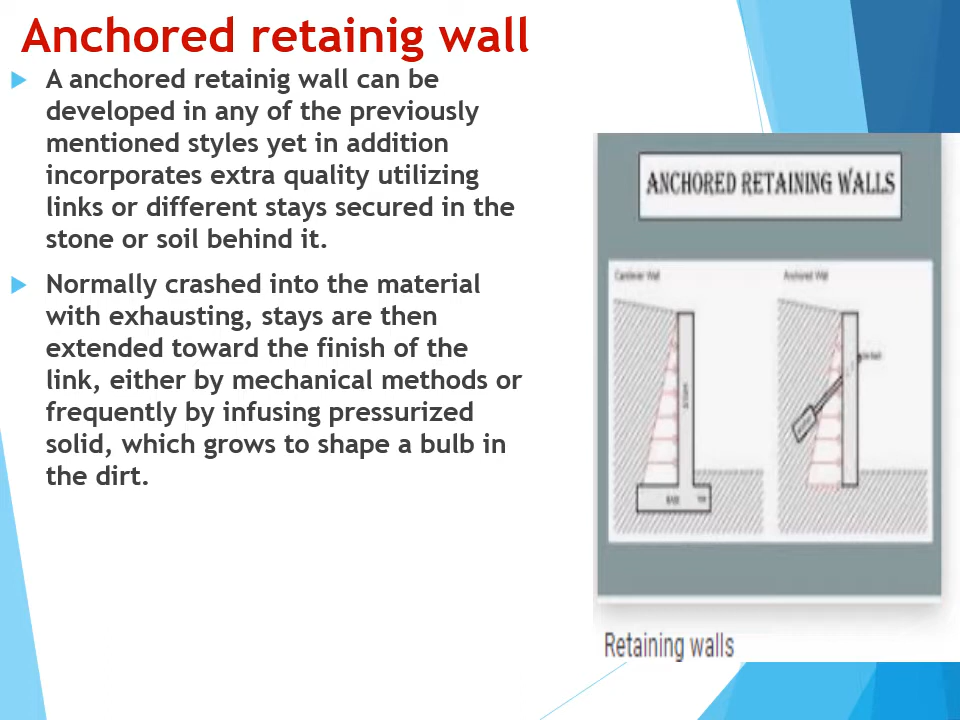 Anchored retainig wall
A anchored retainig wall can be
developed in any of the previously
mentioned styles yet in addition
incorporates extra quality utilizing
links or different stays secured in the
stone or soil behind it.
Normally crashed into the material
with exhausting, stays are then
extended toward the finish of the
link, either by mechanical methods or
frequently by infusing pressurized
solid, which grows to shape a bulb in
the dirt.
ANCHORED RETAINING WALLS
Cantilever Wall
Anchored Wall
BASE
Retaining walls